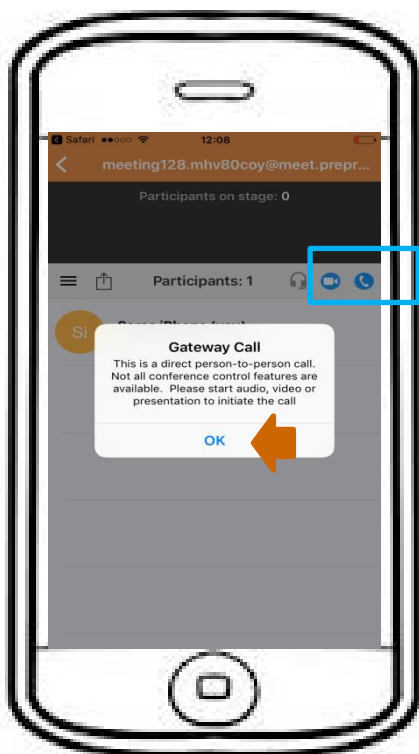 Safari 12:08
meeting128.mhv80coy@meet.prepr...
Participants on stage: 0
Participants: 1
Si
iPhone (you)
Gateway Call
This is a direct person-to-person call.
Not all conference control features are
available. Please start audio, video or
presentation to initiate the call
OK